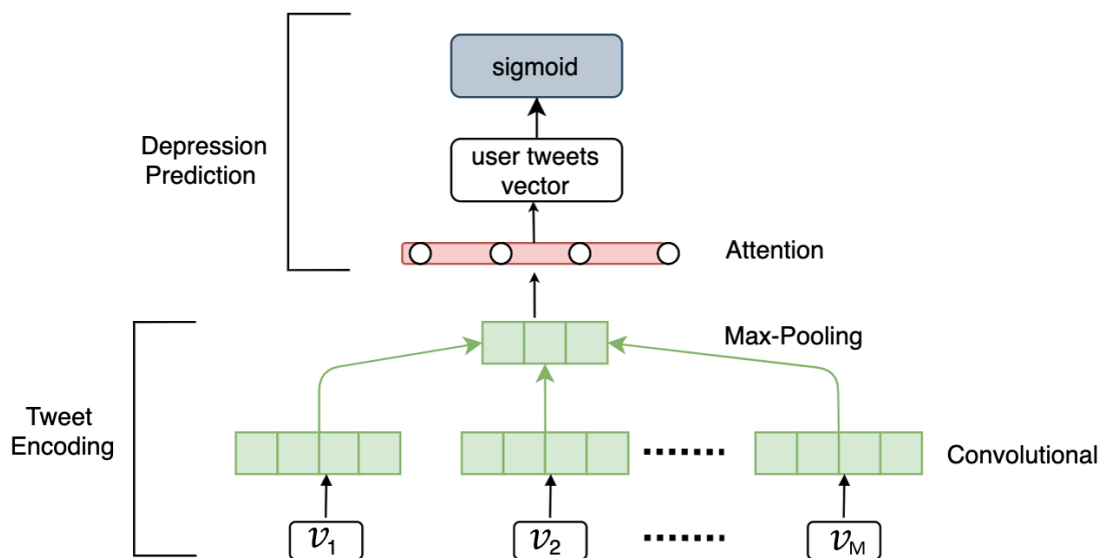 sigmoid
Depression
Prediction
user tweets
vector
Attention
Max-Pooling
Tweet
Encoding
Convolutional
v1
v2
vM